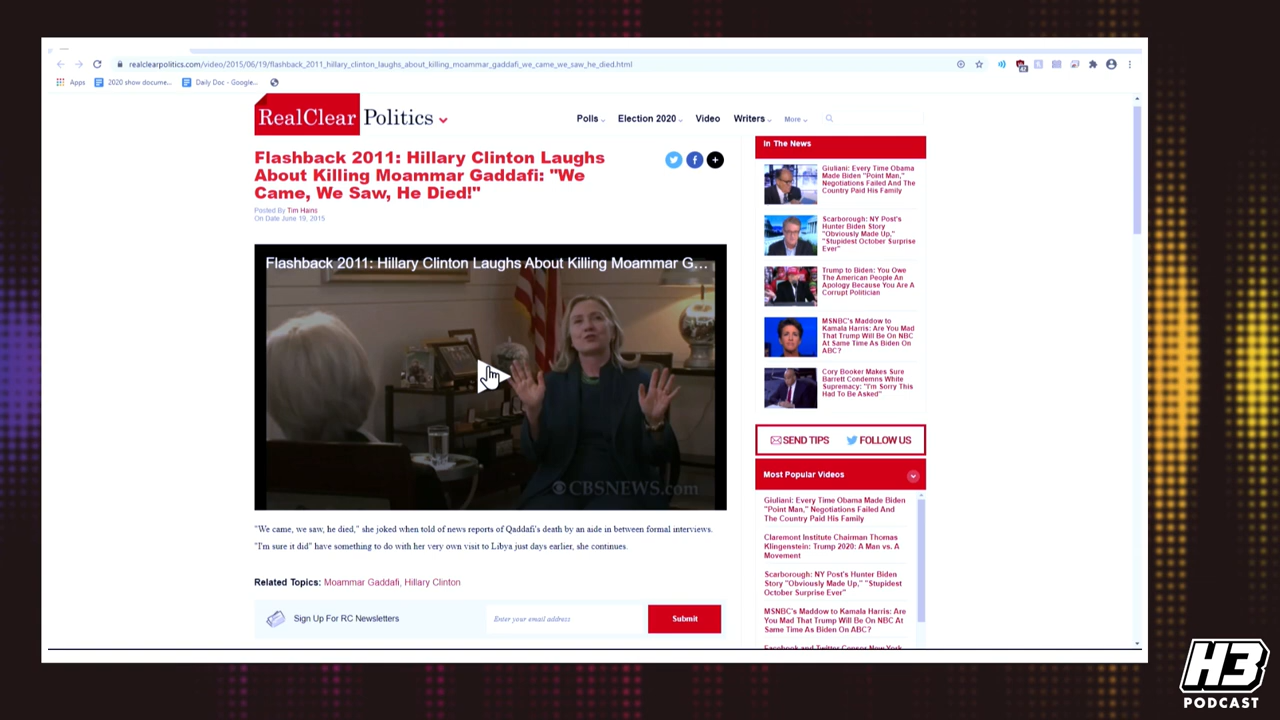 realclearpolitics.com/video/2015/06/19/flashback_2011_hillary_clinton_laughs_about_killing_moammar_gaddafi_we_came_we_saw_he_died.html
Apps 2020 show docume... Daily Doc - Google...
RealClear Politics
Polls Election 2020 Video Writers More
Flashback 2011: Hillary Clinton Laughs
About Killing Moammar Gaddafi: "We
Came, We Saw, He Died!"
Posted By Tim Hains
On Date June 19, 2015
Flashback 2011: Hillary Clinton Laughs About Killing Moammar G...
CBSNEWS.com
"We came, we saw, he died," she joked when told of news reports of Qaddafi's death by an aide in between formal interviews.
"I'm sure it did" have something to do with her very own visit to Libya just days earlier, she continues.
Related Topics: Moammar Gaddafi, Hillary Clinton
Sign Up For RC Newsletters
Enter your email address
Submit
In The News
Giuliani: Every Time Obama
Made Biden "Point Man,"
Negotiations Failed And The
Country Paid His Family
Scarborough: NY Post's
Hunter Biden Story
"Obviously Made Up,"
"Stupidest October Surprise
Ever"
Trump to Biden: You Owe
The American People An
Apology Because You Are A
Corrupt Politician
MSNBC's Maddow to
Kamala Harris: Are You Mad
That Trump Will Be On NBC
At Same Time As Biden On
ABC?
Cory Booker Makes Sure
Barrett Condemns White
Supremacy: "I'm Sorry This
Had To Be Asked"
SEND TIPS FOLLOW US
Most Popular Videos
Giuliani: Every Time Obama Made Biden
"Point Man," Negotiations Failed And
The Country Paid His Family
Claremont Institute Chairman Thomas
Klingenstein: Trump 2020: A Man vs. A
Movement
Scarborough: NY Post's Hunter Biden
Story "Obviously Made Up," "Stupidest
October Surprise Ever"
MSNBC's Maddow to Kamala Harris: Are
You Mad That Trump Will Be On NBC At
Same Time As Biden On ABC?
Facebook and Twitter Censor New York
H3
PODCAST